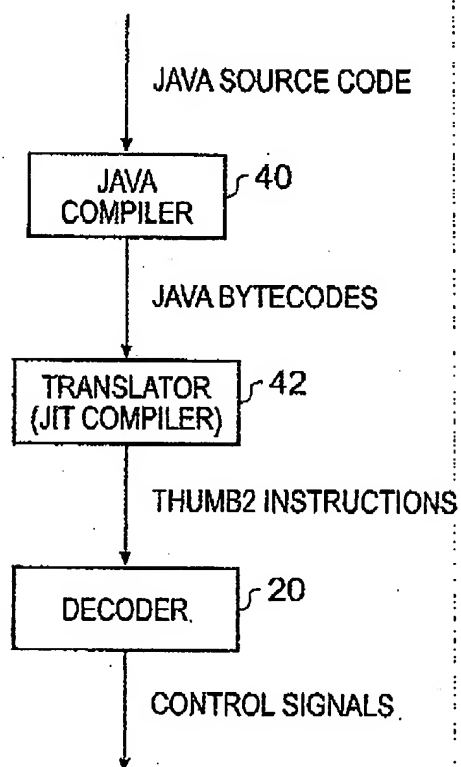 JAVA SOURCE CODE
JAVA
COMPILER
40
JAVA BYTECODES
TRANSLATOR
(JIT COMPILER)
42
THUMB2 INSTRUCTIONS
DECODER
20
CONTROL SIGNALS